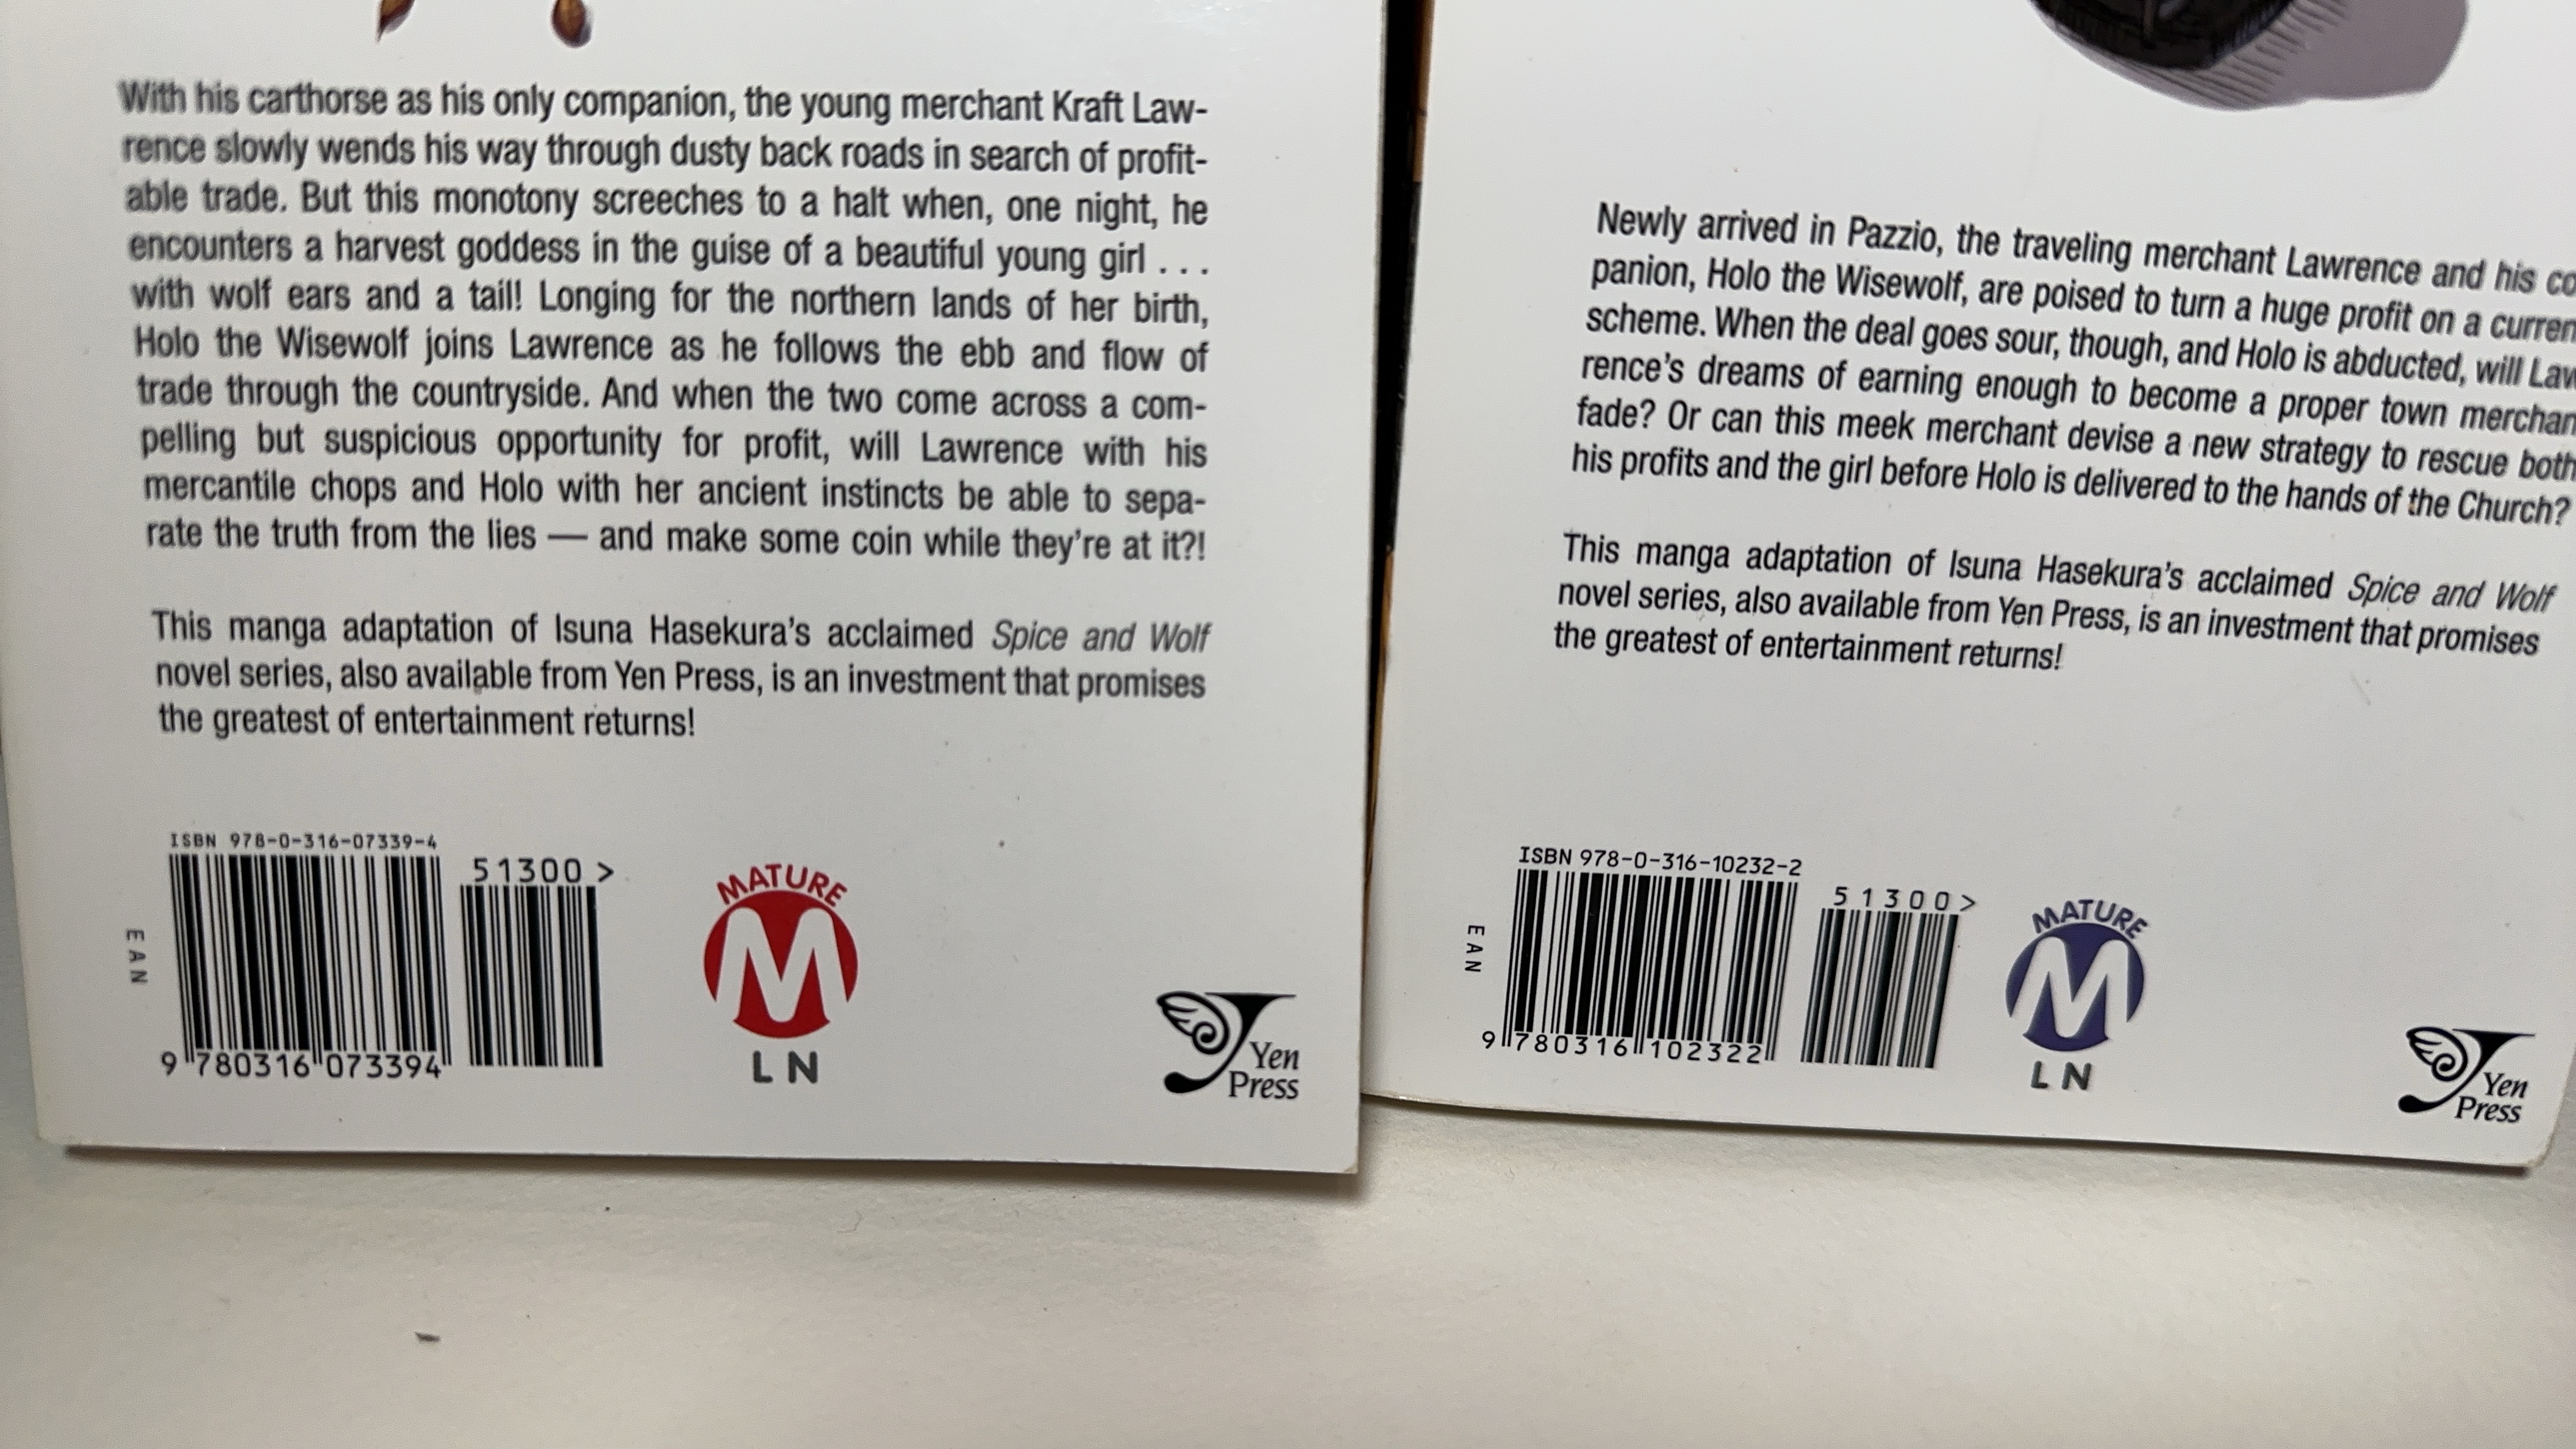 With his carthorse as his only companion, the young merchant Kraft Law-
rence slowly wends his way through dusty back roads in search of profit-
able trade. But this monotony screeches to a halt when, one night, he
encounters a harvest goddess in the guise of a beautiful young girl . . .
with wolf ears and a tail! Longing for the northern lands of her birth,
Holo the Wisewolf joins Lawrence as he follows the ebb and flow of
trade through the countryside. And when the two come across a com-
pelling but suspicious opportunity for profit, will Lawrence with his
mercantile chops and Holo with her ancient instincts be able to sepa-
rate the truth from the lies — and make some coin while they're at it?!
This manga adaptation of Isuna Hasekura's acclaimed Spice and Wolf
novel series, also available from Yen Press, is an investment that promises
the greatest of entertainment returns!
ISBN 978-0-316-07339-4
51300 >
EAN
9 780316 073394
MATURE
M
L N
Yen
Press
Newly arrived in Pazzio, the traveling merchant Lawrence and his co
panion, Holo the Wisewolf, are poised to turn a huge profit on a curren
scheme. When the deal goes sour, though, and Holo is abducted, will Law
rence's dreams of earning enough to become a proper town merchan
fade? Or can this meek merchant devise a new strategy to rescue both
his profits and the girl before Holo is delivered to the hands of the Church?
This manga adaptation of Isuna Hasekura's acclaimed Spice and Wolf
novel series, also available from Yen Press, is an investment that promises
the greatest of entertainment returns!
ISBN 978-0-316-10232-2
51300>
EAN
9 780316 102322
MATURE
M
L N
Yen
Press